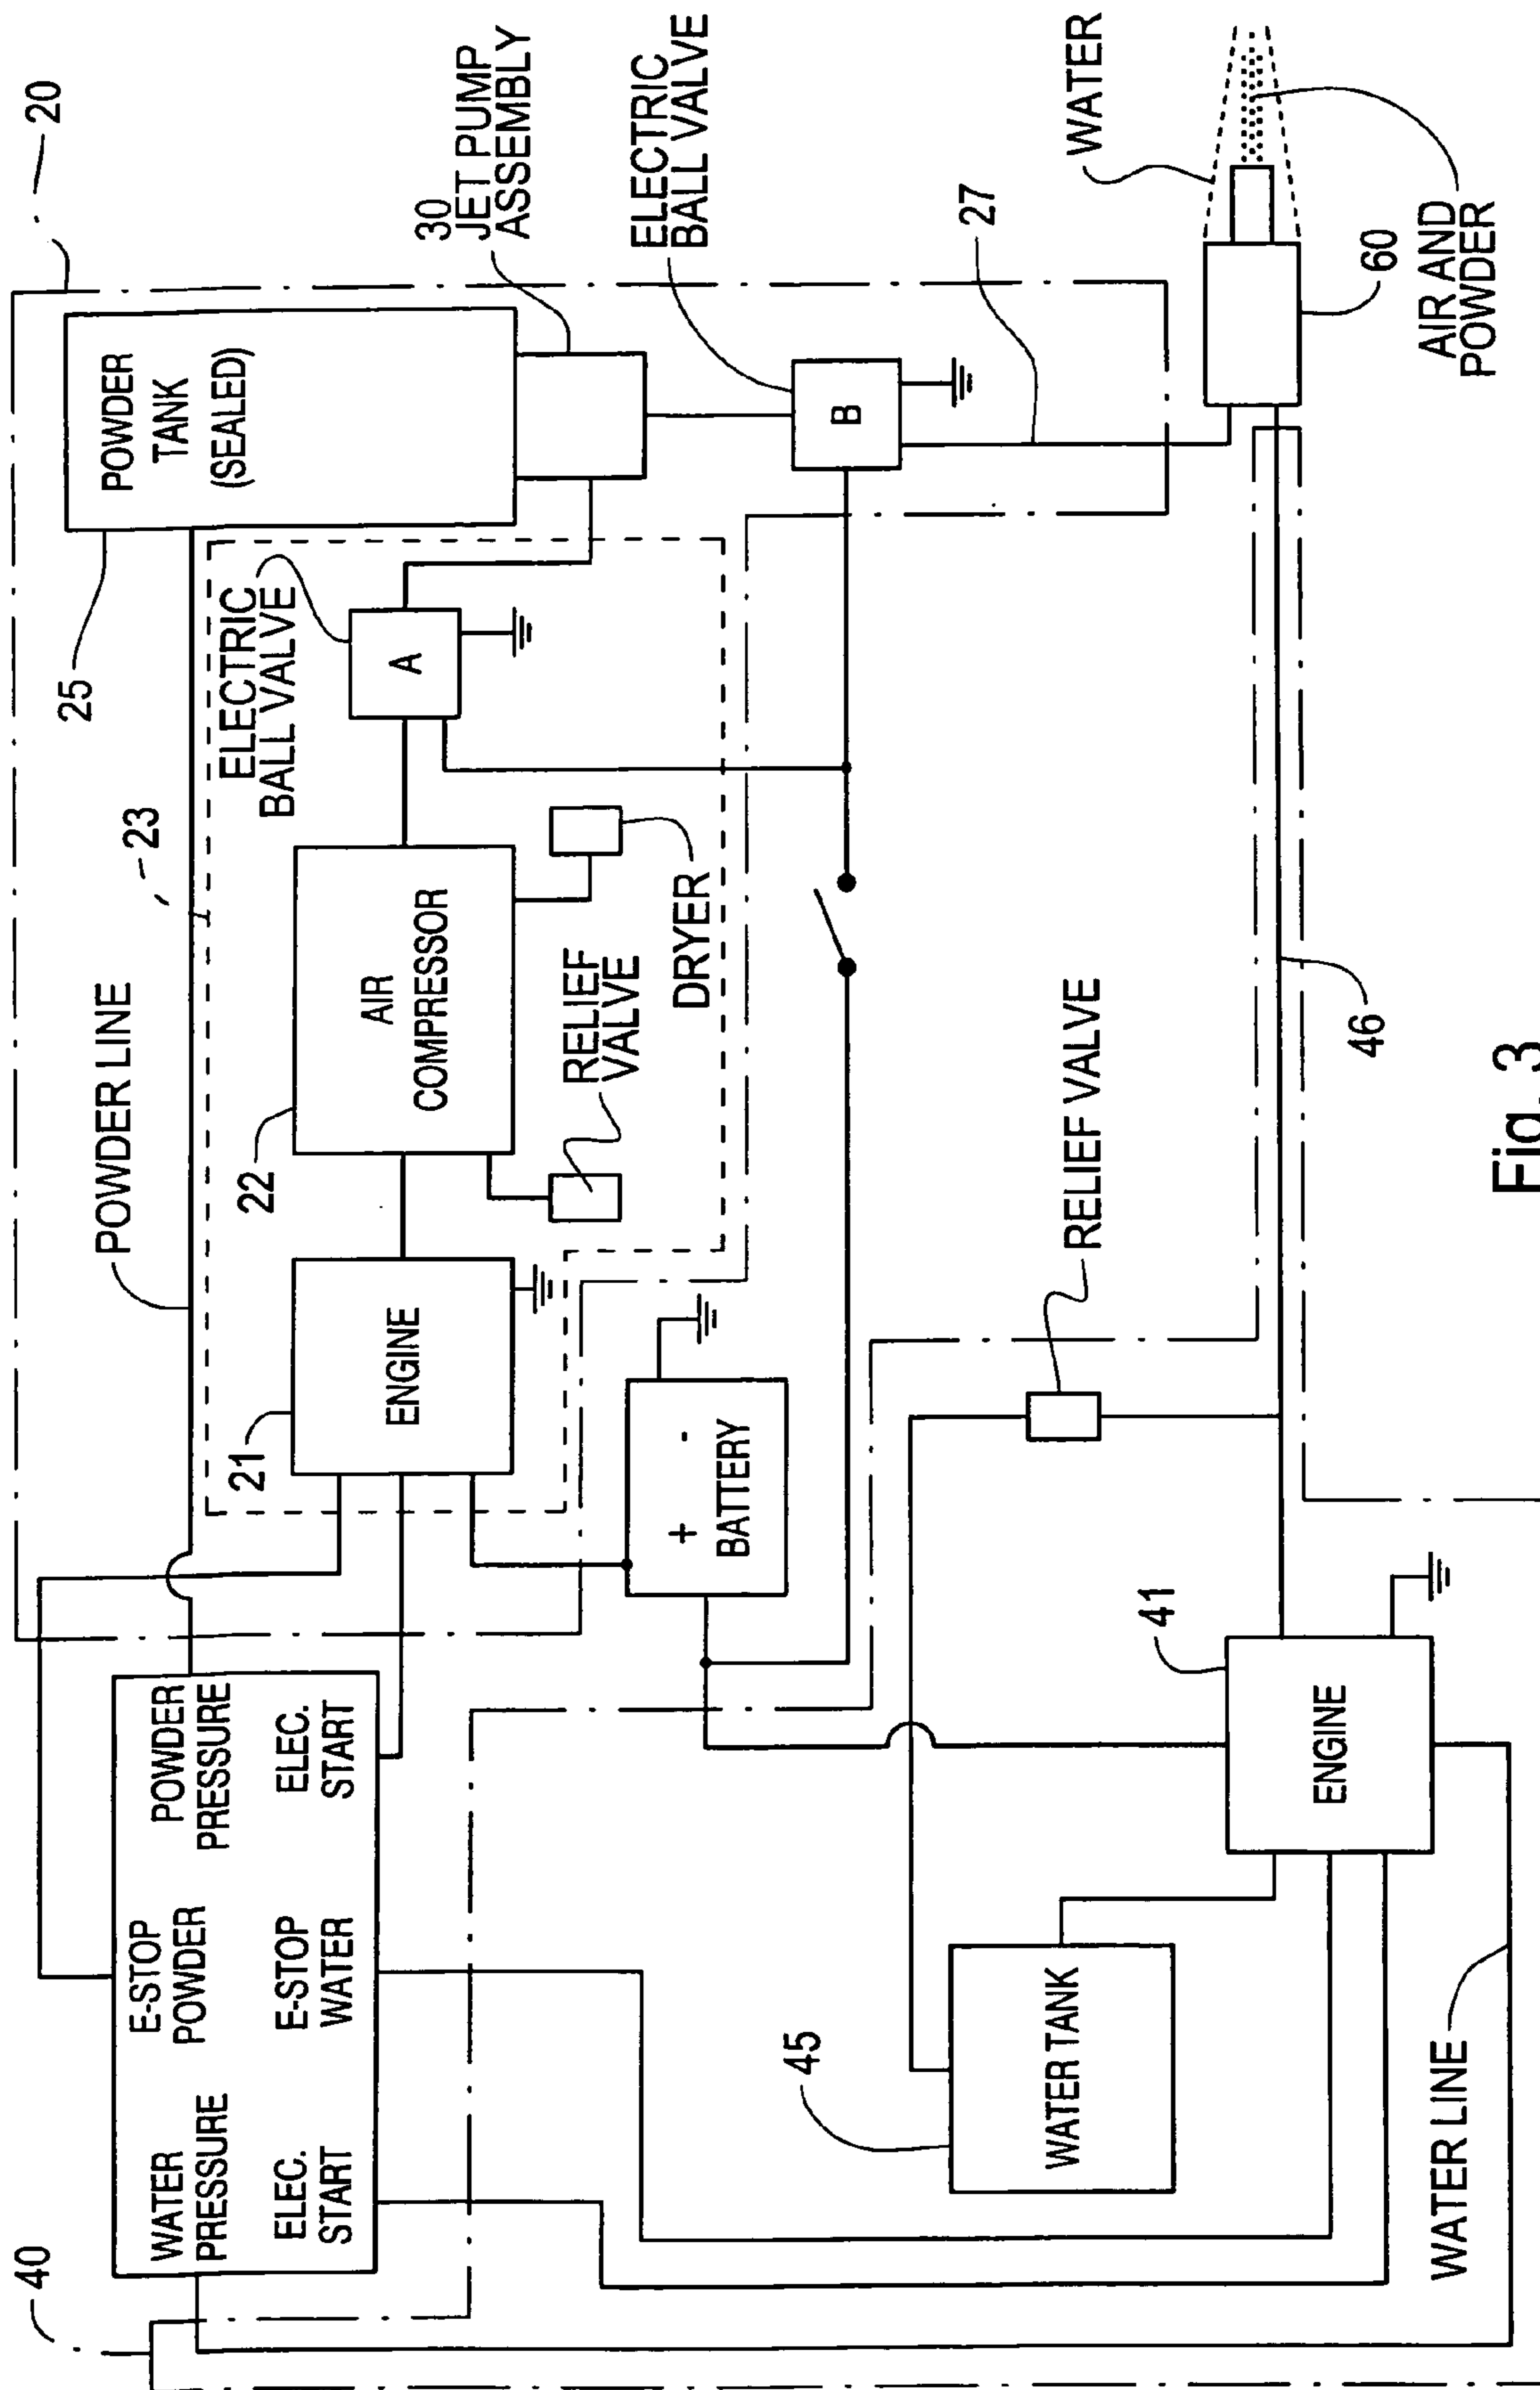 40
WATER
PRESSURE
E-STOP
POWDER
POWDER
PRESSURE
ELEC.
START
E-STOP
WATER
ELEC.
START
POWDER LINE
23
25
POWDER
TANK
(SEALED)
20
21
ENGINE
22
AIR
COMPRESSOR
ELECTRIC
BALL VALVE
A
30
JET PUMP
ASSEMBLY
RELIEF
VALVE
DRYER
ELECTRIC
BALL VALVE
B
+ -
BATTERY
27
45
WATER TANK
RELIEF VALVE
WATER
41
ENGINE
46
60
AIR AND
POWDER
WATER LINE
Fig. 3